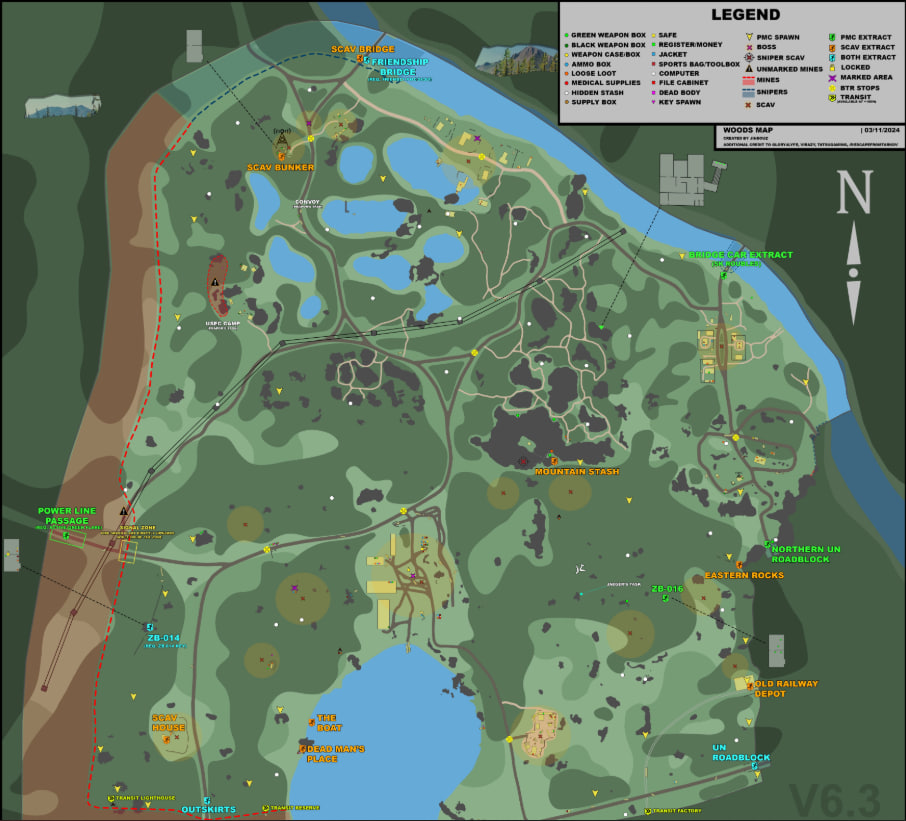 LEGEND
GREEN WEAPON BOX
BLACK WEAPON BOX
WEAPON CASE/BOX
AMMO BOX
LOOSE LOOT
MEDICAL SUPPLIES
HIDDEN STASH
SUPPLY BOX
SAFE
REGISTER/MONEY
JACKET
SPORTS BAG/TOOLBOX
COMPUTER
FILE CABINET
DEAD BODY
KEY SPAWN
PMC SPAWN
BOSS
SNIPER SCAV
UNMARKED MINES
MINES
SNIPERS
SCAV
PMC EXTRACT
SCAV EXTRACT
BOTH EXTRACT
LOCKED
MARKED AREA
BTR STOPS
TRANSIT
WOODS MAP
| 03/11/2024
SCAV BRIDGE
FRIENDSHIP
BRIDGE
SCAV BUNKER
CONVOY
USEC CAMP
BRIDGE CAR EXTRACT
N
MOUNTAIN STASH
POWER LINE
PASSAGE
SIGNAL ZONE
NORTHERN UN
ROADBLOCK
EASTERN ROCKS
JAEGER'S TASK
ZB-016
ZB-014
OLD RAILWAY
DEPOT
SCAV
HOUSE
THE
BOAT
DEAD MAN'S
PLACE
UN
ROADBLOCK
TRANSIT LIGHTHOUSE
OUTSKIRTS
TRANSIT RESERVE
TRANSIT FACTORY
V6.3